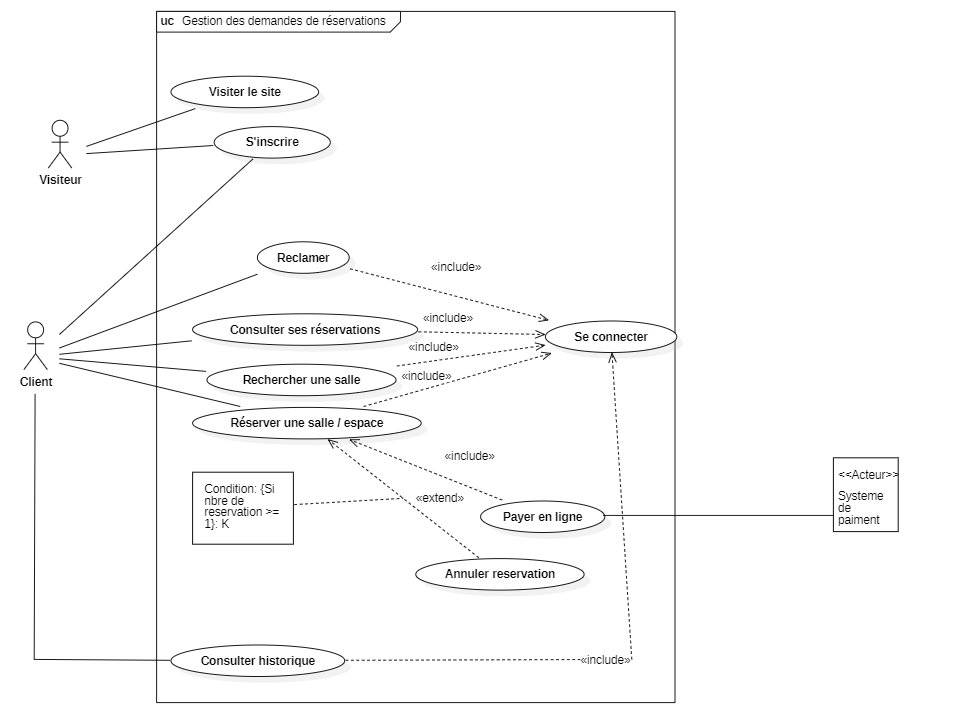 uc Gestion des demandes de réservations
Visiter le site
S'inscrire
Visiteur
Reclamer
«include»
Consulter ses réservations
«include»
Se connecter
«include»
Rechercher une salle
«include»
Client
Réserver une salle / espace
«include»
Condition: {Si
nbre de
reservation >=
1}: K
«extend»
Payer en ligne
<<Acteur>>
Systeme
de
paiment
Annuler reservation
Consulter historique
«include»